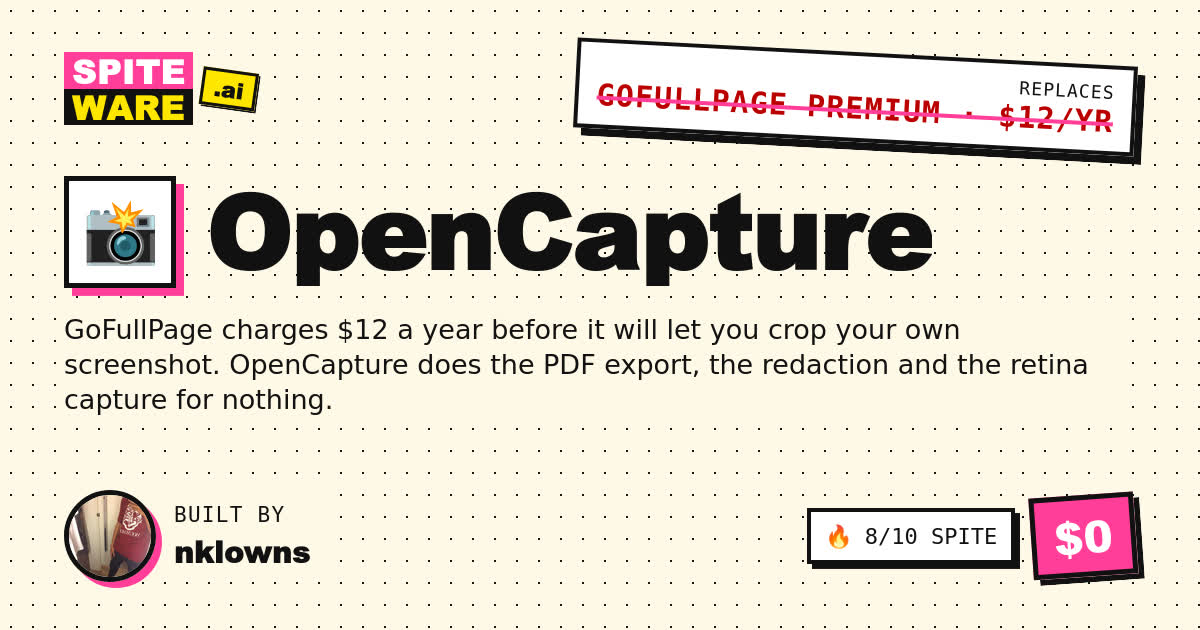 SPITE
WARE
.ai
REPLACES
GOFULLPAGE PREMIUM · $12/YR
OpenCapture
GoFullPage charges $12 a year before it will let you crop your own
screenshot. OpenCapture does the PDF export, the redaction and the retina
capture for nothing.
BUILT BY
nklowns
🔥 8/10 SPITE
$0